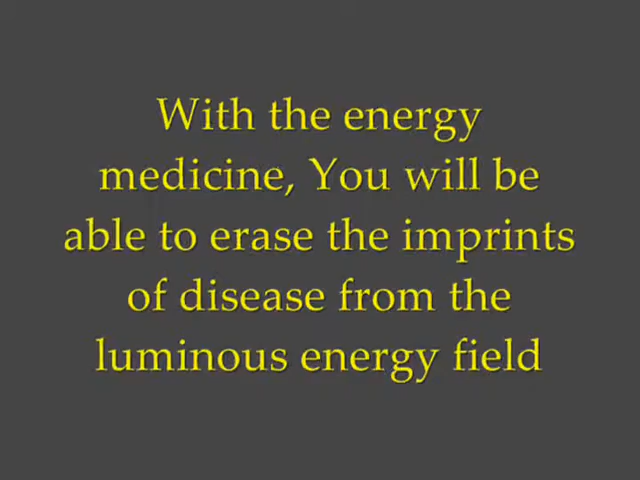 With the energy
medicine, You will be
able to erase the imprints
of disease from the
luminous energy field